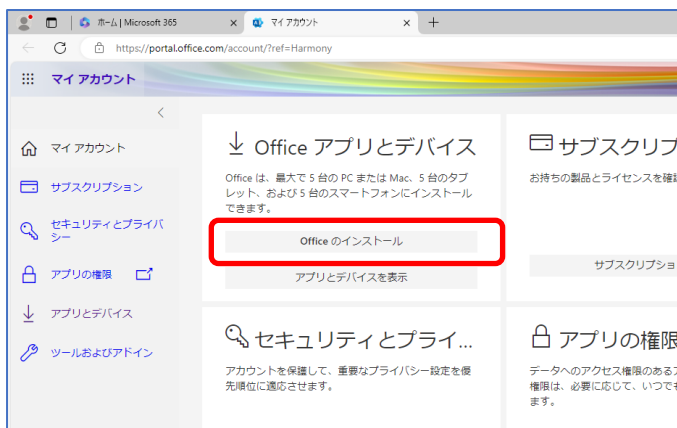 ホーム | Microsoft 365
マイ アカウント
https://portal.office.com/account/?ref=Harmony
マイ アカウント
マイ アカウント
サブスクリプション
セキュリティとプライバ
シー
アプリの権限
アプリとデバイス
ツールおよびアドイン
Office アプリとデバイス
Office は、最大で 5 台の PC または Mac、5 台のタブ
レット、および 5 台のスマートフォンにインストール
できます。
Office のインストール
アプリとデバイスを表示
サブスクリプ
お持ちの製品とライセンスを確認
サブスクリプショ
セキュリティとプライ...
アカウントを保護して、重要なプライバシー設定を優
先順位に適応させます。
アプリの権限
データへのアクセス権限のある
権限は、必要に応じて、いつでも
ます。